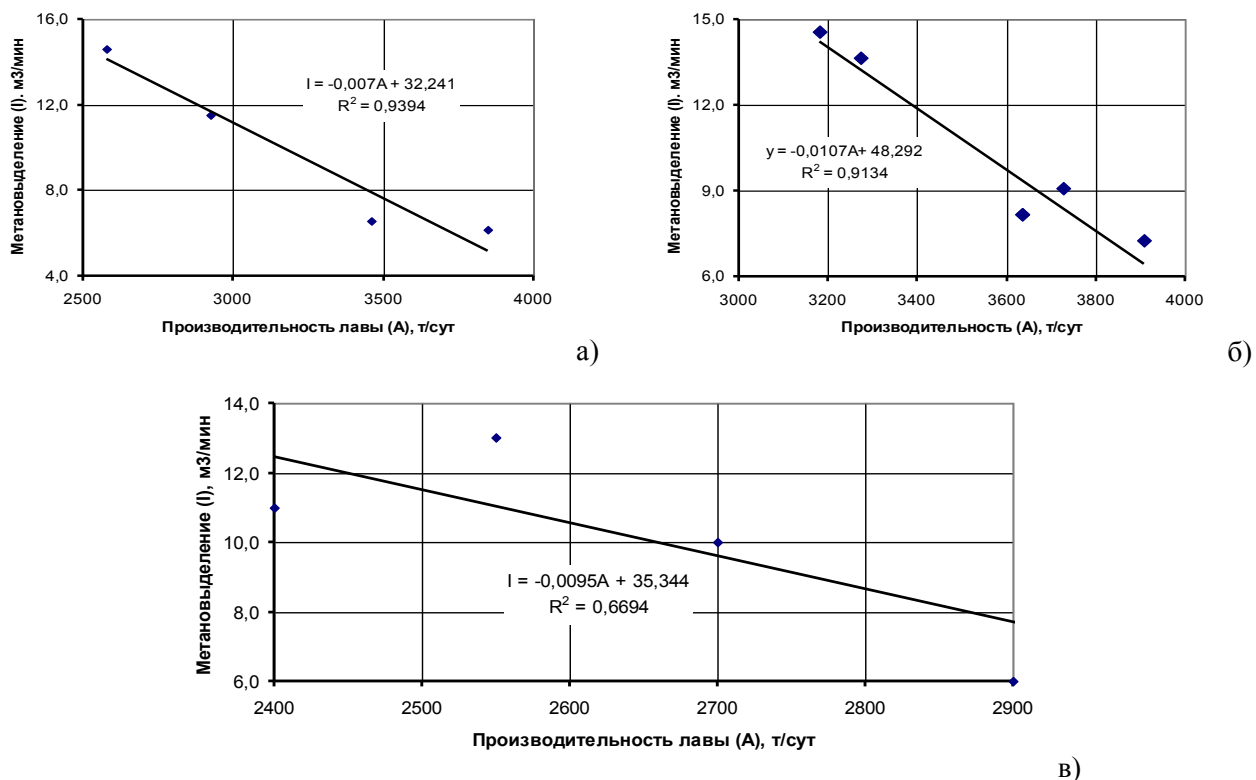 Метановыделение (I). м3/мин
16,0
12,0
8,0
4,0
I = -0,007A + 32,241
R² = 0,9394
2500 3000 3500 4000
Производительность лавы (А), т/сут
а)
Метановыделение (I). м3/мин
15,0
12,0
9,0
6,0
y = -0,0107A+ 48,292
R² = 0,9134
3000 3200 3400 3600 3800 4000
Производительность (А), т/сут
б)
Метановыделение (I), м3/мин
14,0
12,0
10,0
8,0
6,0
I = -0,0095A + 35,344
R² = 0,6694
2400 2500 2600 2700 2800 2900
Производительность лавы (А), т/сут
в)